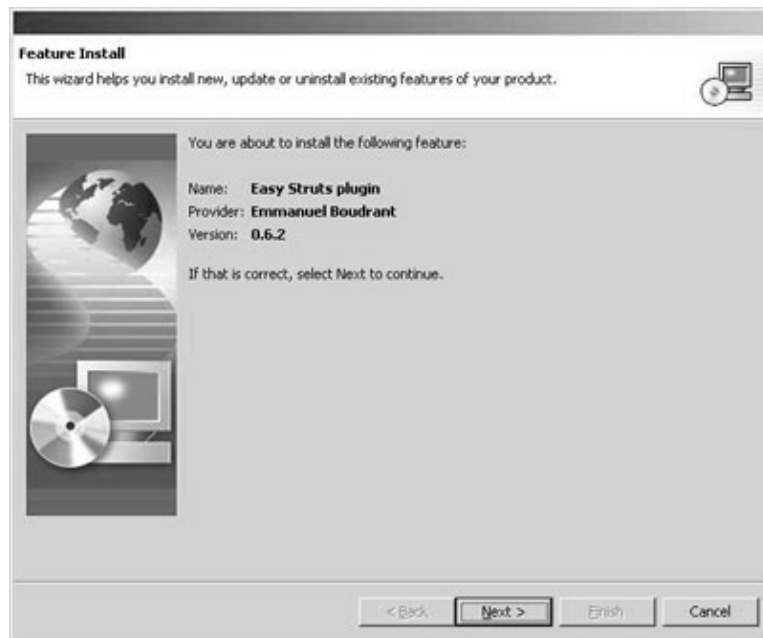 Feature Install
This wizard helps you install new, update or uninstall existing features of your product.
You are about to install the following feature:
Name: Easy Struts plugin
Provider: Emmanuel Boudrant
Version: 0.6.2
If that is correct, select Next to continue.
< Back Next > Finish Cancel